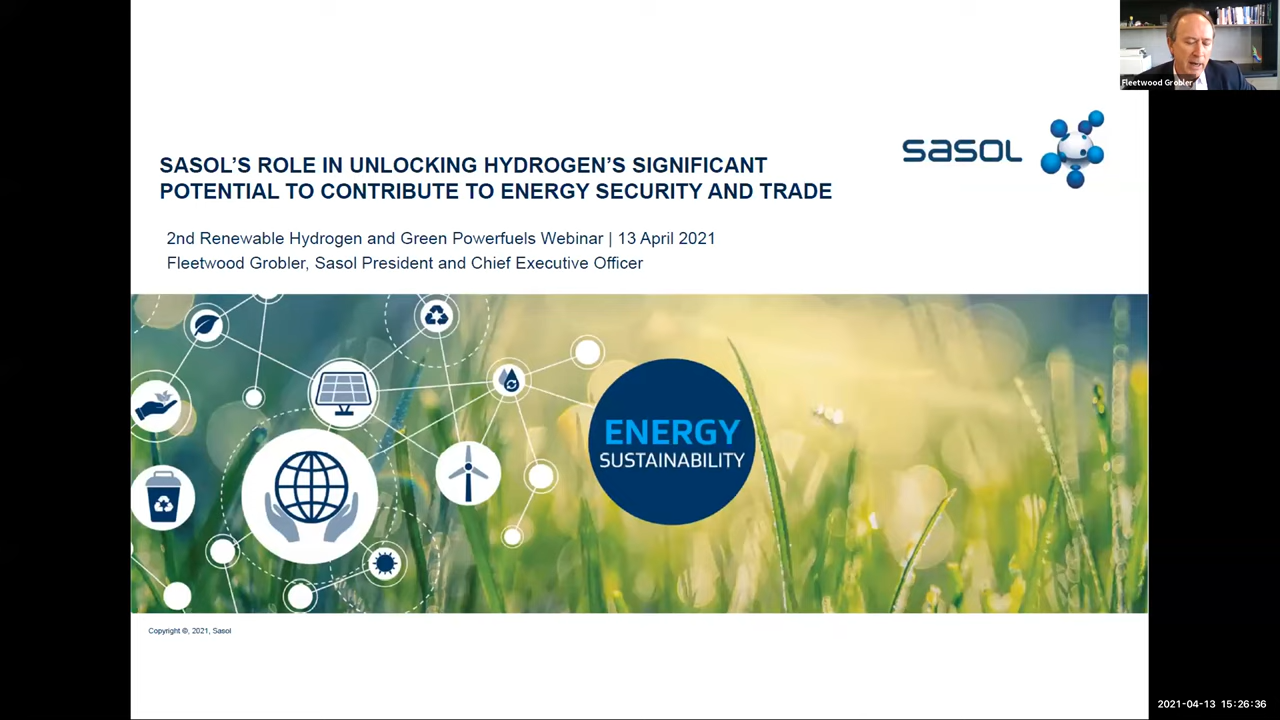 Fleetwood Grobler
sasol
SASOL'S ROLE IN UNLOCKING HYDROGEN'S SIGNIFICANT
POTENTIAL TO CONTRIBUTE TO ENERGY SECURITY AND TRADE
2nd Renewable Hydrogen and Green Powerfuels Webinar | 13 April 2021
Fleetwood Grobler, Sasol President and Chief Executive Officer
ENERGY
SUSTAINABILITY
Copyright ©, 2021, Sasol
2021-04-13 15:26:36